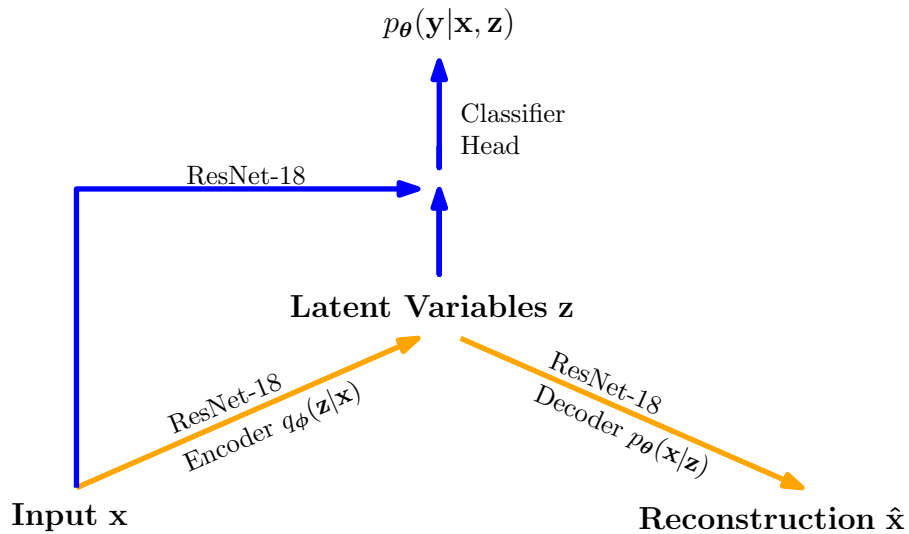 p_θ(y|x, z)
Classifier
Head
ResNet-18
Latent Variables z
ResNet-18
Encoder q_ϕ(z|x)
ResNet-18
Decoder p_θ(x|z)
Input x
Reconstruction x̂